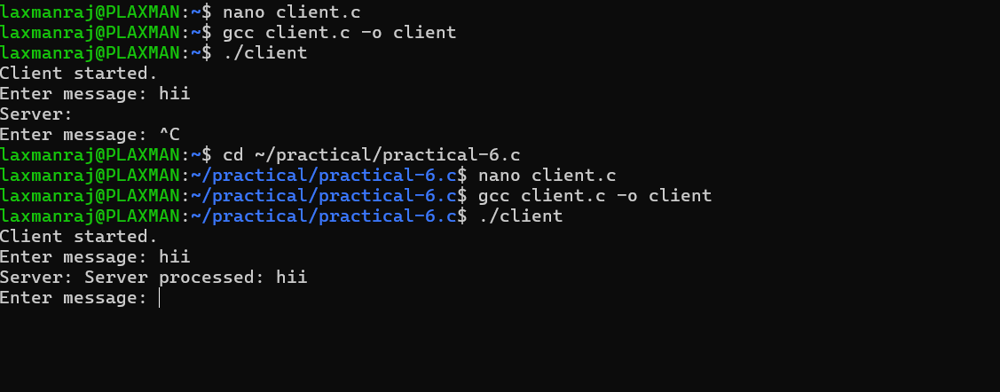 laxmanraj@PLAXMAN:~$ nano client.c
laxmanraj@PLAXMAN:~$ gcc client.c -o client
laxmanraj@PLAXMAN:~$ ./client
Client started.
Enter message: hii
Server:
Enter message: ^C
laxmanraj@PLAXMAN:~$ cd ~/practical/practical-6.c
laxmanraj@PLAXMAN:~/practical/practical-6.c$ nano client.c
laxmanraj@PLAXMAN:~/practical/practical-6.c$ gcc client.c -o client
laxmanraj@PLAXMAN:~/practical/practical-6.c$ ./client
Client started.
Enter message: hii
Server: Server processed: hii
Enter message: